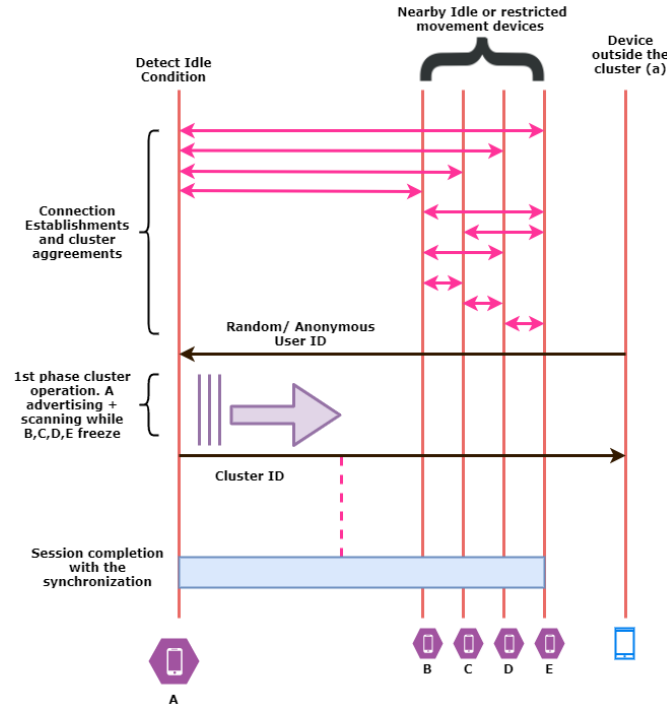 Nearby Idle or restricted
movement devices
Detect Idle
Condition
Device
outside the
cluster (a)
Connection
Establishments
and cluster
aggreements
Random/ Anonymous
User ID
1st phase cluster
operation. A
advertising +
scanning while
B,C,D,E freeze
Cluster ID
Session completion
with the
synchronization
A
B
C
D
E